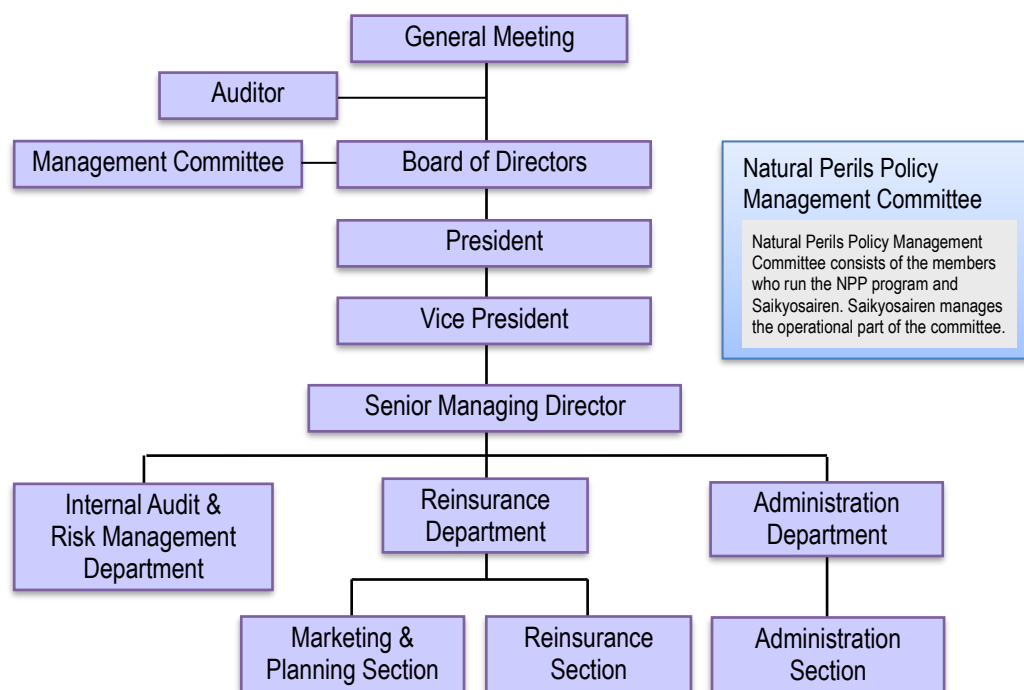 General Meeting
Auditor
Management Committee
Board of Directors
President
Vice President
Senior Managing Director
Internal Audit &
Risk Management
Department
Reinsurance
Department
Administration
Department
Marketing &
Planning Section
Reinsurance
Section
Administration
Section
Natural Perils Policy
Management Committee
Natural Perils Policy Management
Committee consists of the members
who run the NPP program and
Saikyosairen. Saikyosairen manages
the operational part of the committee.